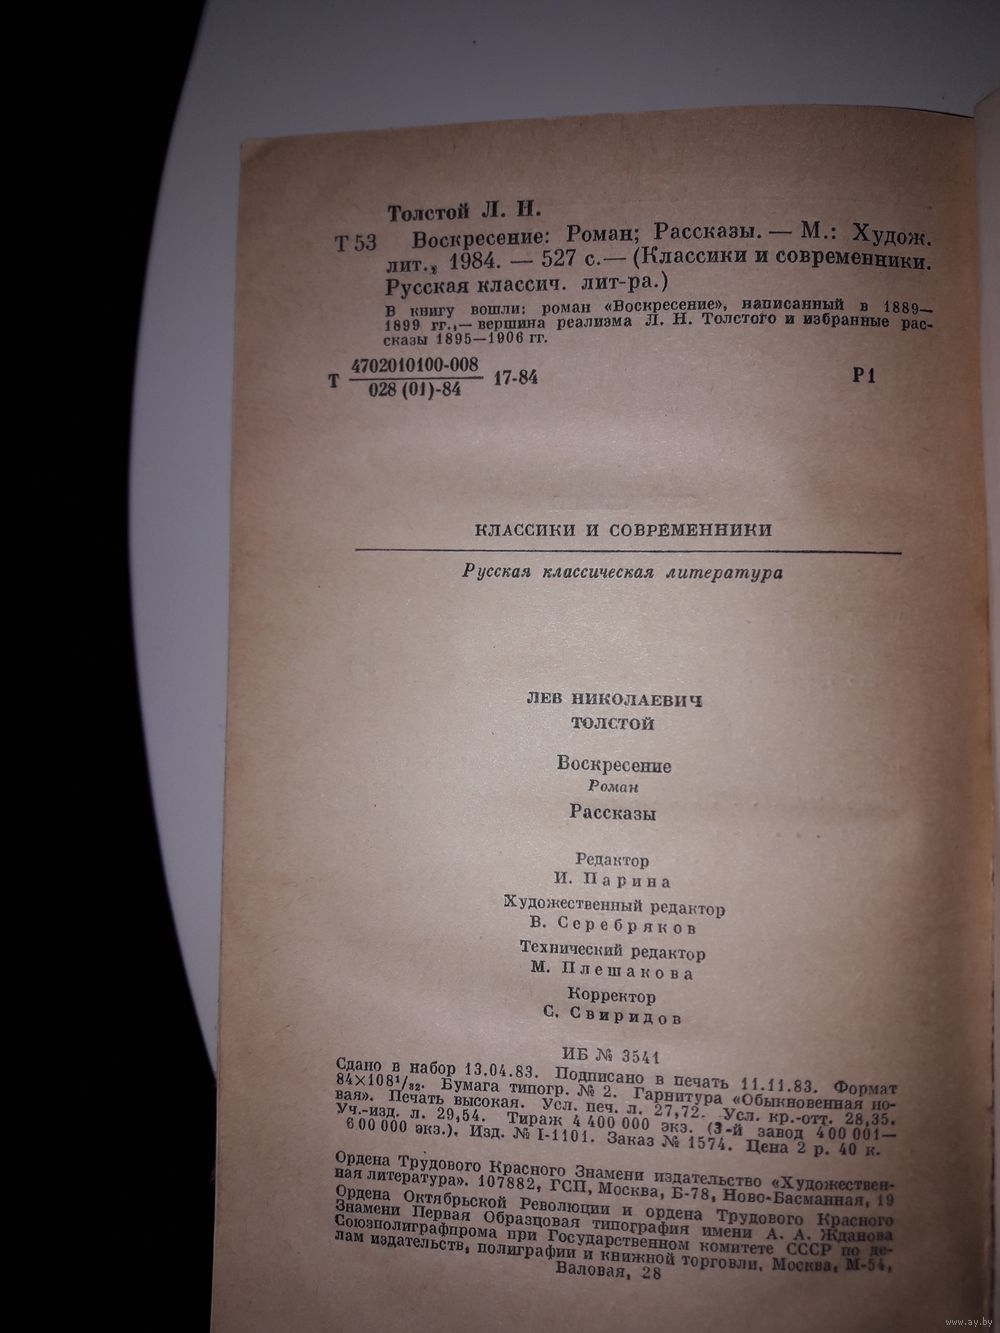 Толстой Л. Н.
Т 53 Воскресение: Роман; Рассказы. — М.: Худож.
лит., 1984. — 527 с.— (Классики и современники.
Русская классич. лит-ра.)
В книгу вошли: роман «Воскресение», написанный в 1889—
1899 гг.,— вершина реализма Л. Н. Толстого и избранные рас-
сказы 1895—1906 гг.
4702010100-008
Т 17-84 Р1
028 (01)-84
КЛАССИКИ И СОВРЕМЕННИКИ
Русская классическая литература
ЛЕВ НИКОЛАЕВИЧ
ТОЛСТОЙ
Воскресение
Роман
Рассказы
Редактор
И. Парина
Художественный редактор
В. Серебряков
Технический редактор
М. Плешакова
Корректор
С. Свиридов
ИБ № 3541
Сдано в набор 13.04.83. Подписано в печать 11.11.83. Формат
84×108¹/₃₂. Бумага типогр. № 2. Гарнитура «Обыкновенная но-
вая». Печать высокая. Усл. печ. л. 27,72. Усл. кр.-отт. 28,35.
Уч.-изд. л. 29,54. Тираж 4 400 000 экз. (3-й завод 400 001—
600 000 экз.). Изд. № I-1101. Заказ № 1574. Цена 2 р. 40 к.
Ордена Трудового Красного Знамени издательство «Художествен-
ная литература». 107882, ГСП, Москва, Б-78, Ново-Басманная, 19
Ордена Октябрьской Революции и ордена Трудового Красного
Знамени Первая Образцовая типография имени А. А. Жданова
Союзполиграфпрома при Государственном комитете СССР по де-
лам издательств, полиграфии и книжной торговли, Москва, М-54,
Валовая, 28
www.ay.by